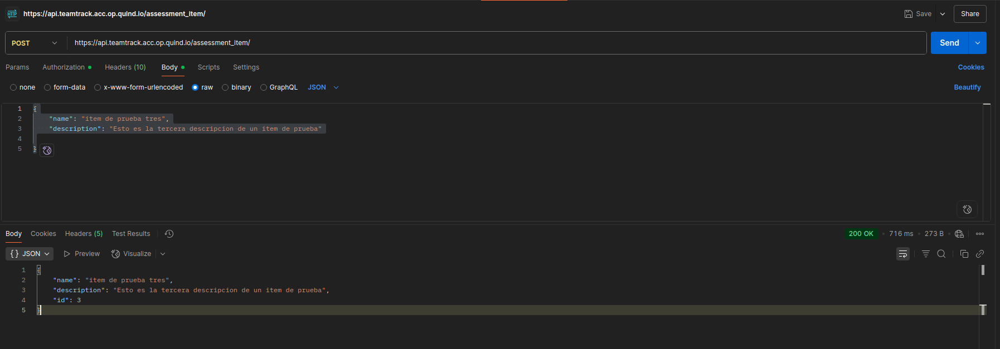 HTTP https://api.teamtrack.acc.op.quind.io/assessment_item/ Save Share
POST https://api.teamtrack.acc.op.quind.io/assessment_item/ Send
Params Authorization Headers (10) Body Scripts Settings Cookies
none form-data x-www-form-urlencoded raw binary GraphQL JSON Beautify
1 {
2 "name": "item de prueba tres",
3 "description": "Esto es la tercera descripcion de un item de prueba"
4
5 }
Body Cookies Headers (5) Test Results 200 OK • 716 ms • 273 B •
{} JSON Preview Visualize
1 {
2 "name": "item de prueba tres",
3 "description": "Esto es la tercera descripcion de un item de prueba",
4 "id": 3
5 }